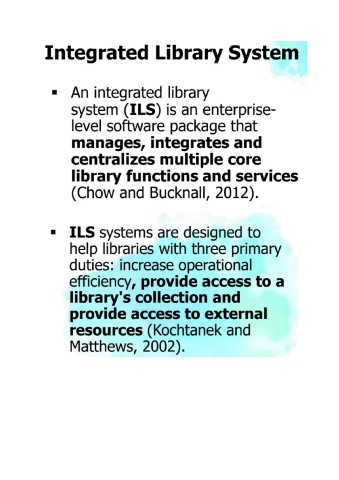 Integrated Library System
▪ An integrated library
system (ILS) is an enterprise-
level software package that
manages, integrates and
centralizes multiple core
library functions and services
(Chow and Bucknall, 2012).
▪ ILS systems are designed to
help libraries with three primary
duties: increase operational
efficiency, provide access to a
library's collection and
provide access to external
resources (Kochtanek and
Matthews, 2002).